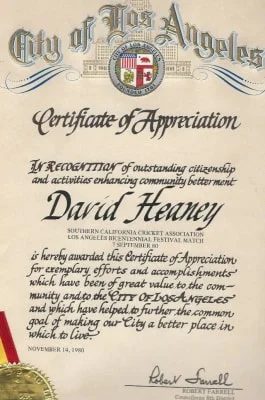 City of Los Angeles
Certificate of Appreciation
IN RECOGNITION of outstanding citizenship
and activities enhancing community betterment
David Heaney
SOUTHERN CALIFORNIA CRICKET ASSOCIATION
LOS ANGELES BICENTENNIAL FESTIVAL MATCH
7 SEPTEMBER 80
is hereby awarded this Certificate of Appreciation
for exemplary efforts and accomplishments
which have been of great value to the com-
munity and to the CITY OF LOS ANGELES
and which have helped to further the common
goal of making our City a better place in
which to live.
NOVEMBER 14, 1980
Robert Farrell
ROBERT FARRELL
Councilman 8th District